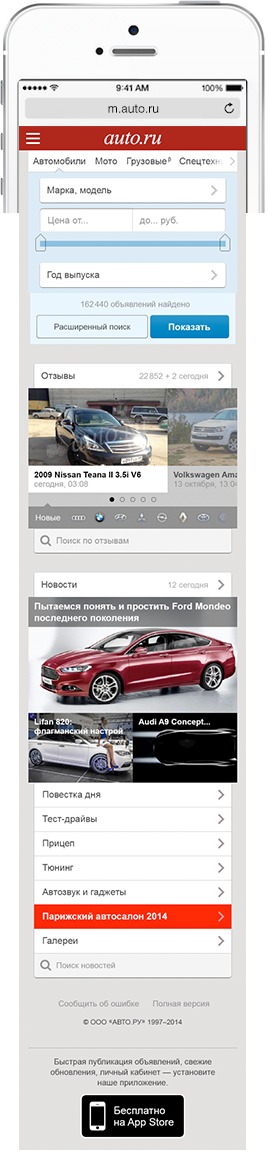 9:41 AM 100%
m.auto.ru
auto.ru
Автомобили Мото Грузовые β Спецтехн
Марка, модель
Цена от... до... руб.
Год выпуска
162 440 объявлений найдено
Расширенный поиск Показать
Отзывы 22 852 + 2 сегодня
2009 Nissan Teana II 3.5i V6 Volkswagen Ama
сегодня, 03:08 13 октября, 13:04
Новые
Поиск по отзывам
Новости 12 сегодня
Пытаемся понять и простить Ford Mondeo
последнего поколения
Lifan 820: Audi A9 Concept...
флагманский настрой
Повестка дня
Тест-драйвы
Прицеп
Тюнинг
Автозвук и гаджеты
Парижский автосалон 2014
Галереи
Поиск новостей
Сообщить об ошибке Полная версия
© ООО «АВТО.РУ» 1997–2014
Быстрая публикация объявлений, свежие
обновления, личный кабинет — установите
наше приложение.
Бесплатно
на App Store